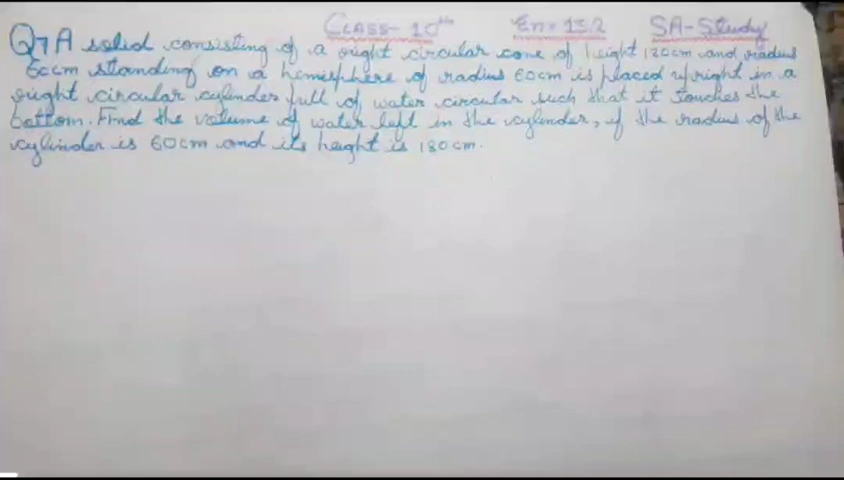 CLASS- 10th Ex= 13.2 SA-Study
Q7 A solid consisting of a right circular cone of height 120cm and radius
60cm standing on a hemisphere of radius 60cm is placed upright in a
right circular cylinder full of water circular such that it touches the
bottom. Find the volume of water left in the cylinder, if the radius of the
cylinder is 60cm and its height is 180cm.